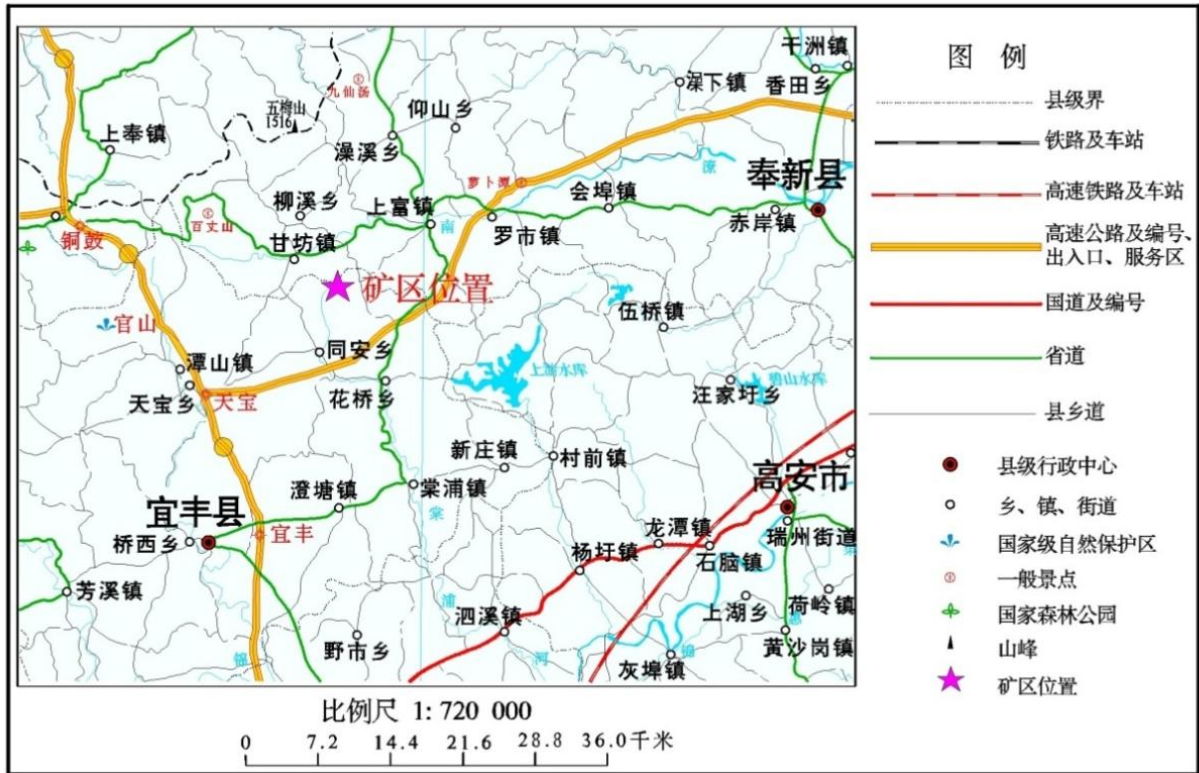 干洲镇
图 例
深下镇
香田乡
九仙汤
五梅山
1516
仰山乡
县级界
上奉镇
澡溪乡
铁路及车站
潦
萝卜潭
奉新县
高速铁路及车站
柳溪乡
会埠镇
百丈山
上富镇
南
罗市镇
赤岸镇
铜鼓
甘坊镇
高速公路及编号、
出入口、服务区
矿区位置
国道及编号
官山
伍桥镇
同安乡
省道
潭山镇
上游水库
天宝乡
天宝
花桥乡
汪家圩乡
县乡道
新庄镇
村前镇
县级行政中心
高安市
澄塘镇
棠浦镇
乡、镇、街道
宜丰县
棠
龙潭镇
桥西乡
宜丰
瑞州街道
国家级自然保护区
杨圩镇
石脑镇
一般景点
芳溪镇
浦
上湖乡
荷岭镇
国家森林公园
泗溪镇
野市乡
黄沙岗镇
山峰
锦
河
灰埠镇
矿区位置
比例尺 1: 720 000
0 7.2 14.4 21.6 28.8 36.0千米